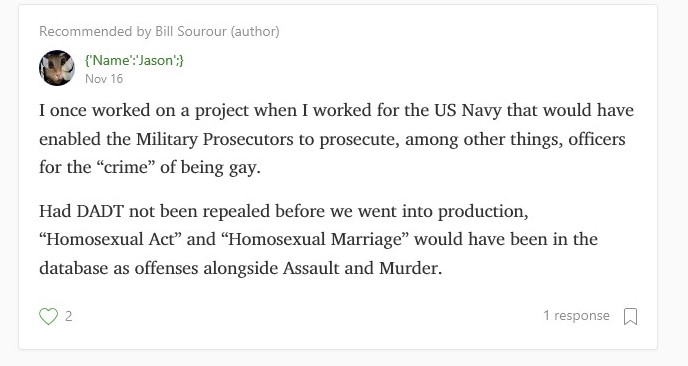 Recommended by Bill Sourour (author)
{'Name':'Jason';}
Nov 16
I once worked on a project when I worked for the US Navy that would have
enabled the Military Prosecutors to prosecute, among other things, officers
for the “crime” of being gay.
Had DADT not been repealed before we went into production,
“Homosexual Act” and “Homosexual Marriage” would have been in the
database as offenses alongside Assault and Murder.
2
1 response